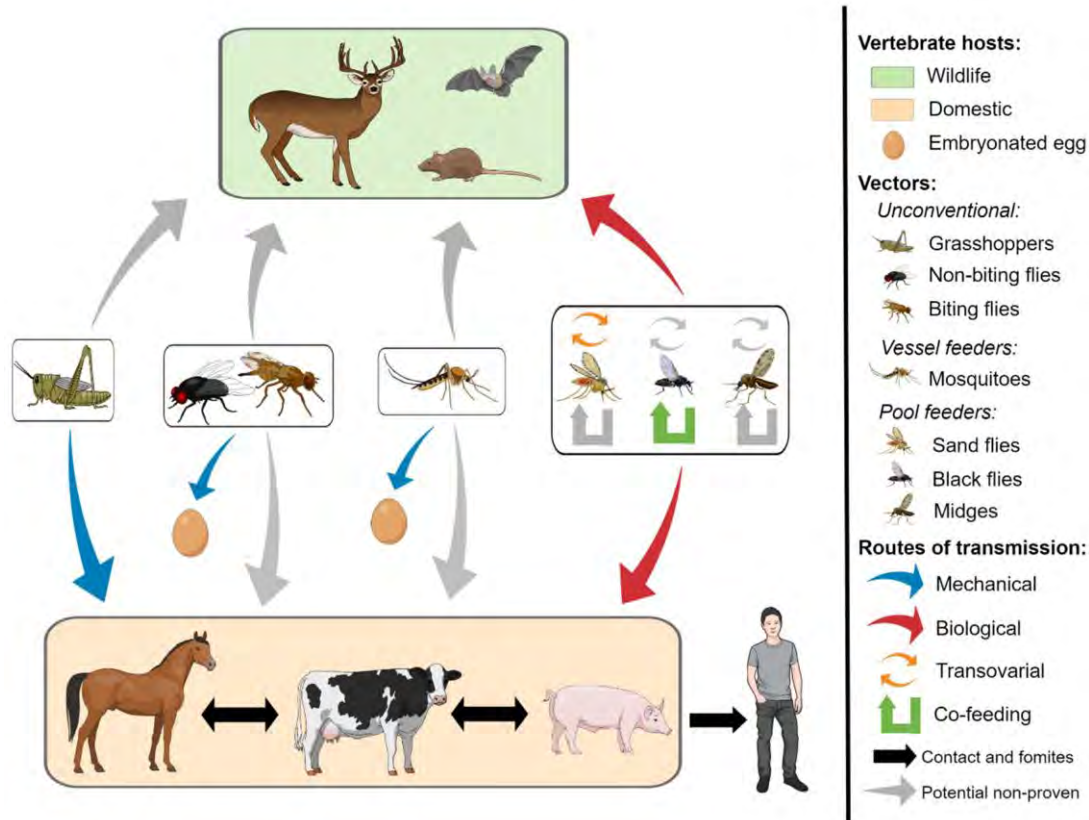 Vertebrate hosts:
Wildlife
Domestic
Embryonated egg
Vectors:
Unconventional:
Grasshoppers
Non-biting flies
Biting flies
Vessel feeders:
Mosquitoes
Pool feeders:
Sand flies
Black flies
Midges
Routes of transmission:
Mechanical
Biological
Transovarial
Co-feeding
Contact and fomites
Potential non-proven